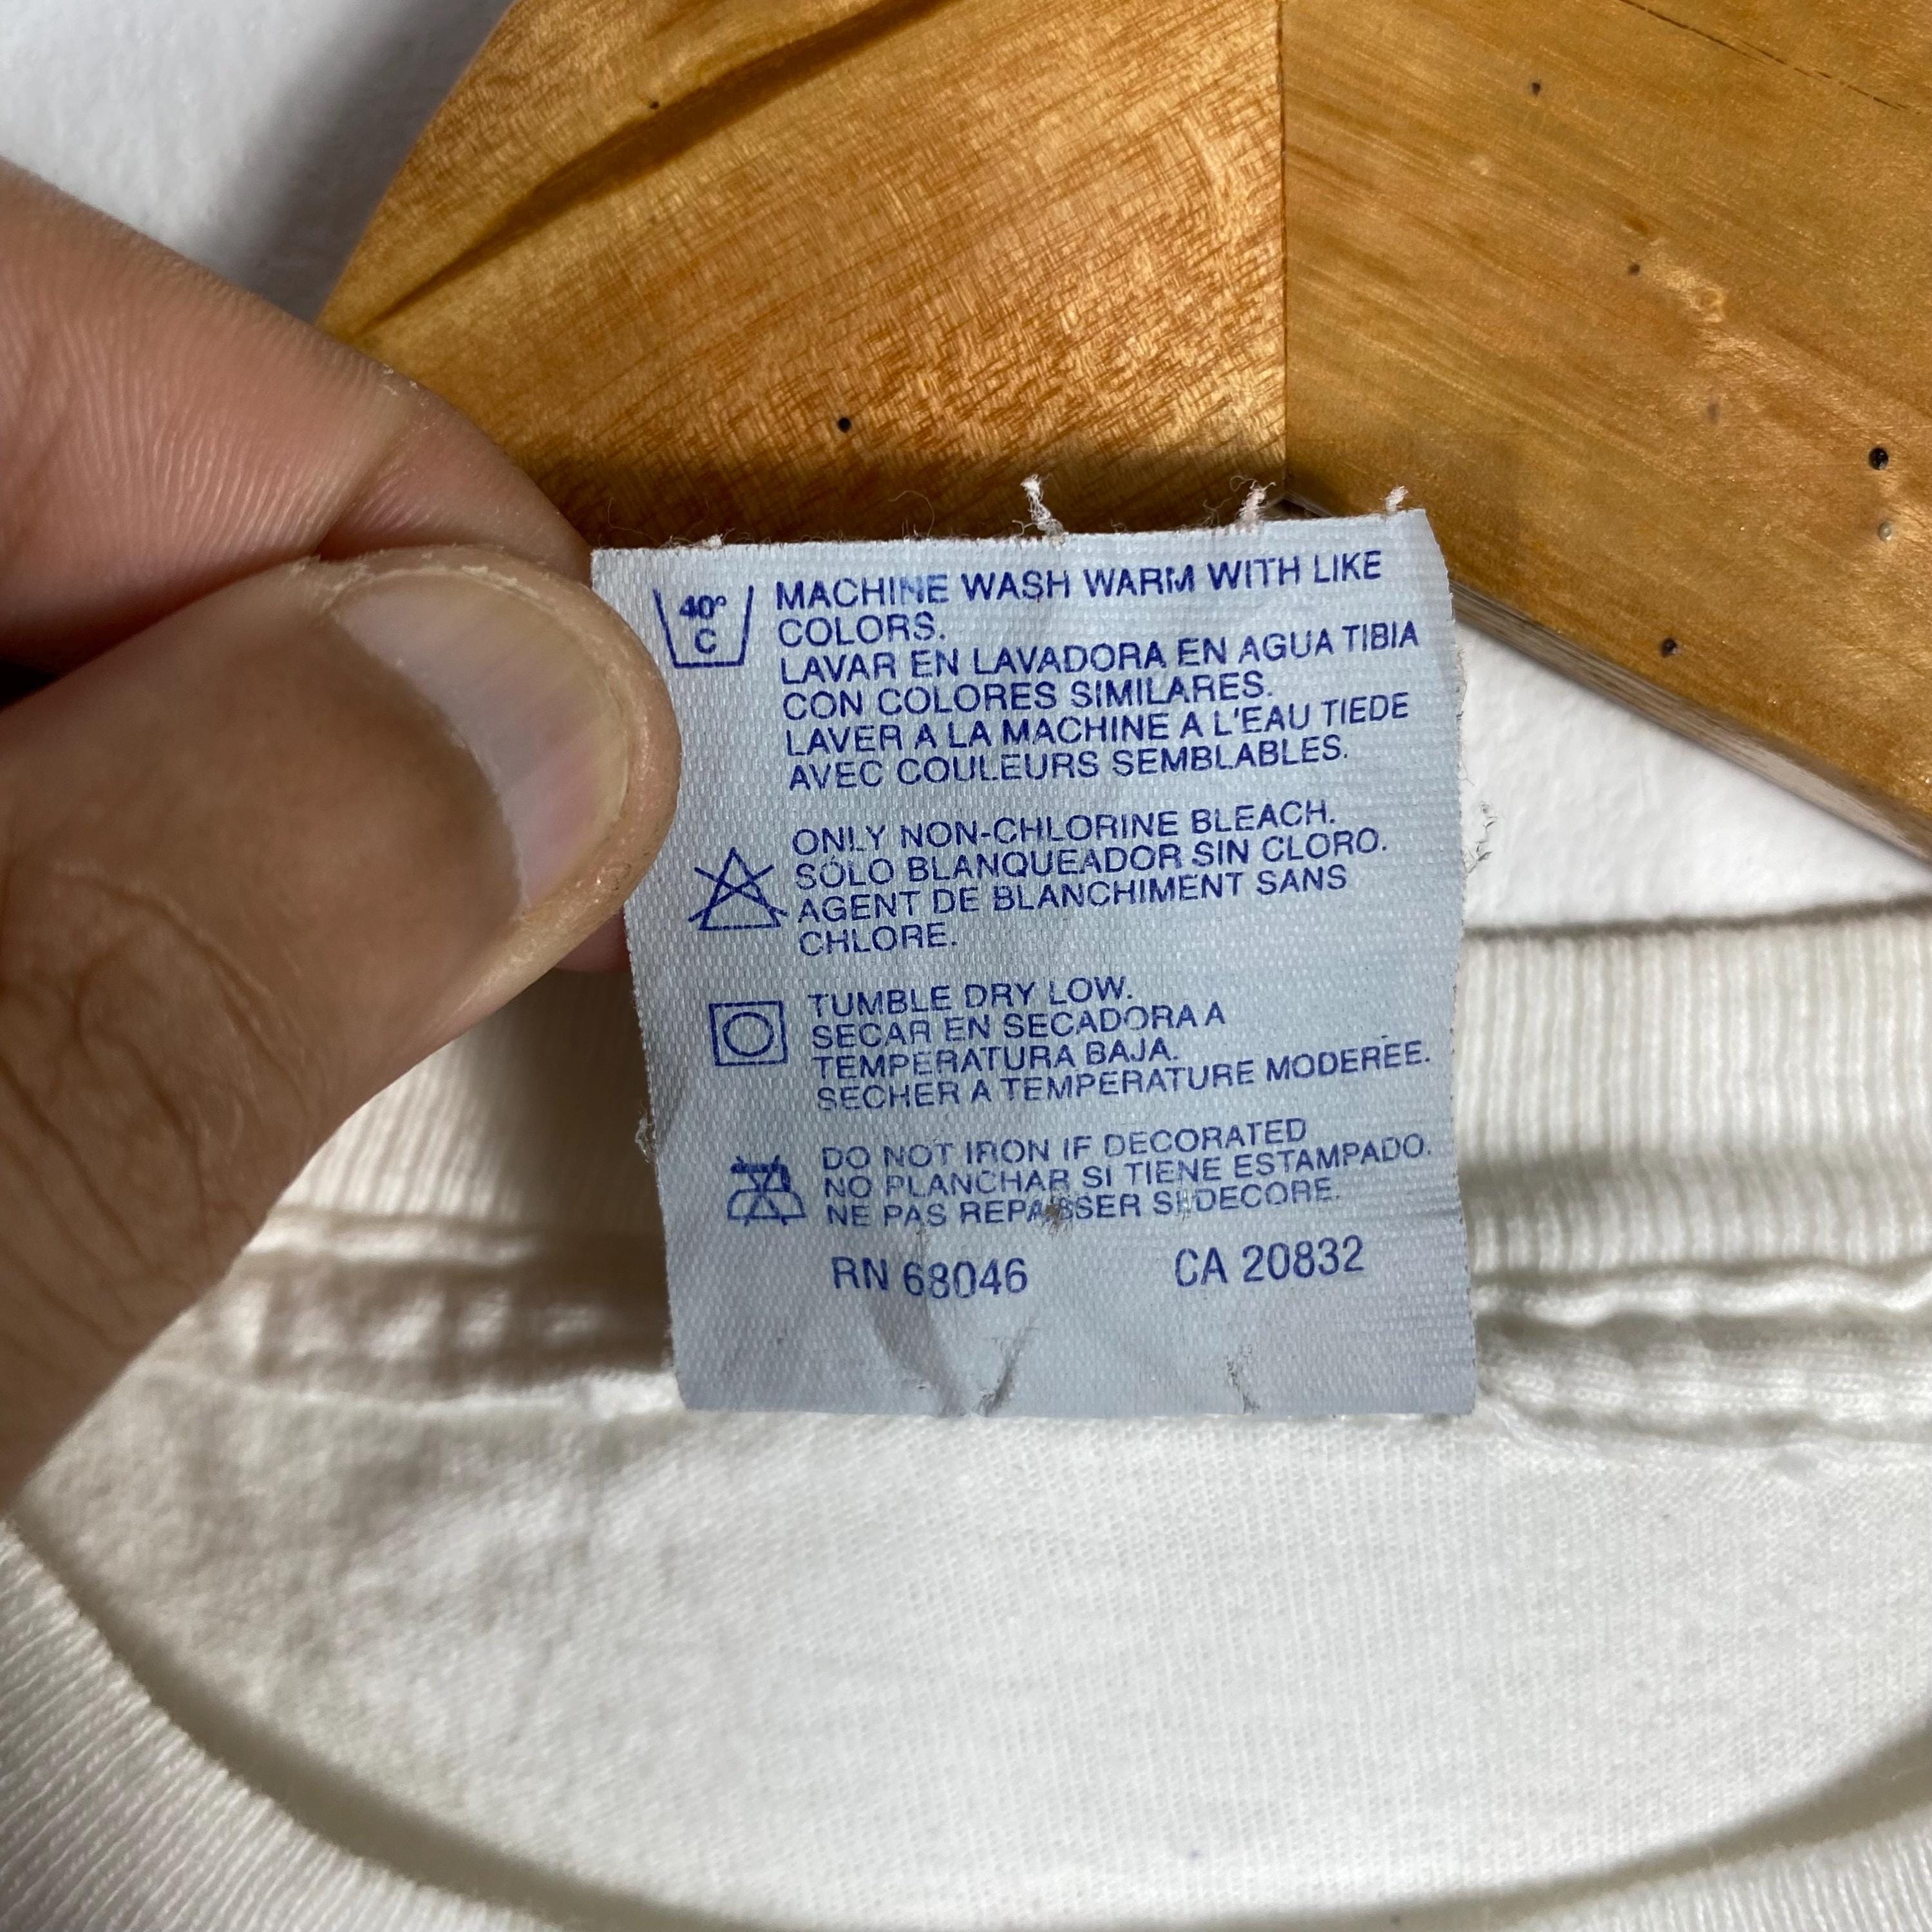 40°
C
MACHINE WASH WARM WITH LIKE
COLORS.
LAVAR EN LAVADORA EN AGUA TIBIA
CON COLORES SIMILARES.
LAVER A LA MACHINE A L'EAU TIEDE
AVEC COULEURS SEMBLABLES.
ONLY NON-CHLORINE BLEACH.
SÓLO BLANQUEADOR SIN CLORO.
AGENT DE BLANCHIMENT SANS
CHLORE.
TUMBLE DRY LOW.
SECAR EN SECADORA A
TEMPERATURA BAJA.
SECHER A TEMPERATURE MODERÉE.
DO NOT IRON IF DECORATED
NO PLANCHAR SI TIENE ESTAMPADO.
NE PAS REPASSER SI DECORE.
RN 68046 CA 20832